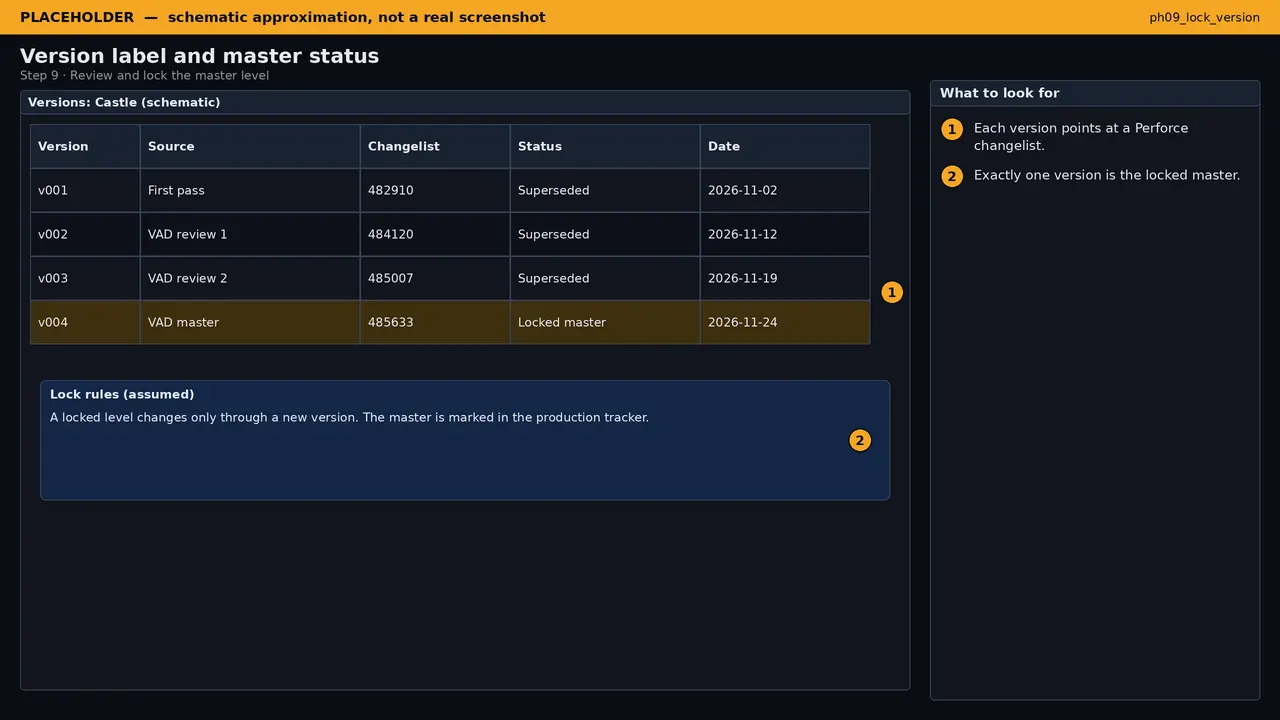 PLACEHOLDER — schematic approximation, not a real screenshot
ph09_lock_version
Version label and master status
Step 9 · Review and lock the master level
Versions: Castle (schematic)
Version Source Changelist Status Date
v001 First pass 482910 Superseded 2026-11-02
v002 VAD review 1 484120 Superseded 2026-11-12
v003 VAD review 2 485007 Superseded 2026-11-19
1
v004 VAD master 485633 Locked master 2026-11-24
Lock rules (assumed)
A locked level changes only through a new version. The master is marked in the production tracker.
2
What to look for
1 Each version points at a Perforce
changelist.
2 Exactly one version is the locked master.